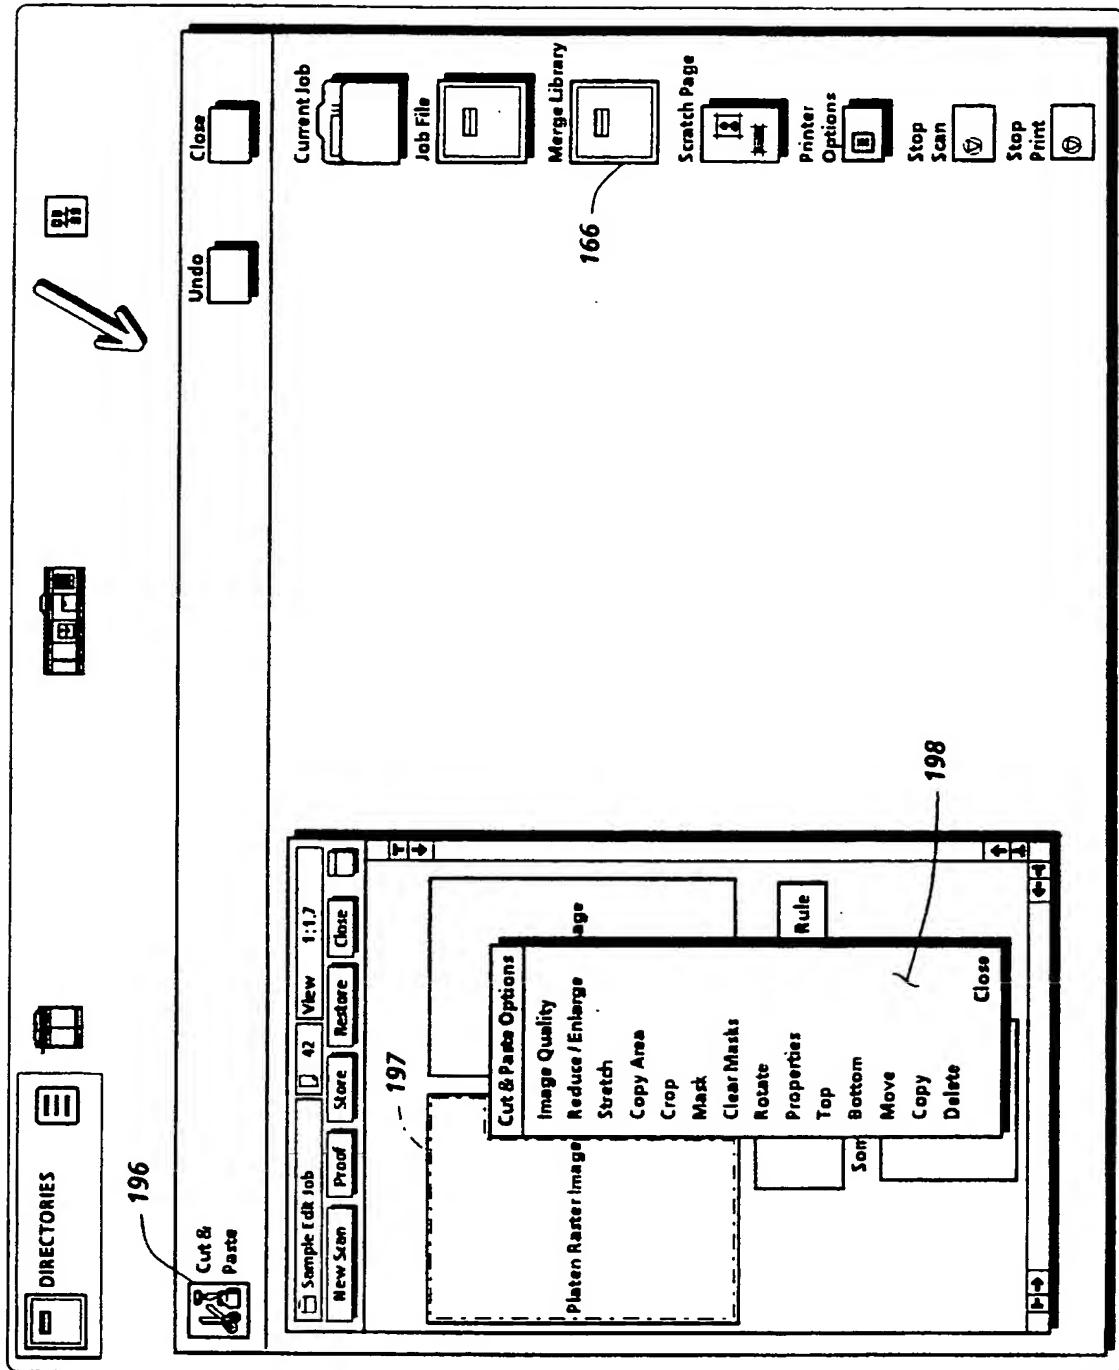 DIRECTORIES
196
Cut &
Paste
Undo
Close
Sample Edit Job
42
View
1:1.7
New Scan
Proof
Store
Restore
Close
197
Platen Raster Image
age
Rule
Som
Cut & Paste Options
Image Quality
Reduce / Enlarge
Stretch
Copy Area
Crop
Mask
Clear Masks
Rotate
Properties
Top
Bottom
Move
Copy
Delete
Close
198
Current Job
Job File
Merge Library
166
Scratch Page
Printer
Options
Stop
Scan
Stop
Print